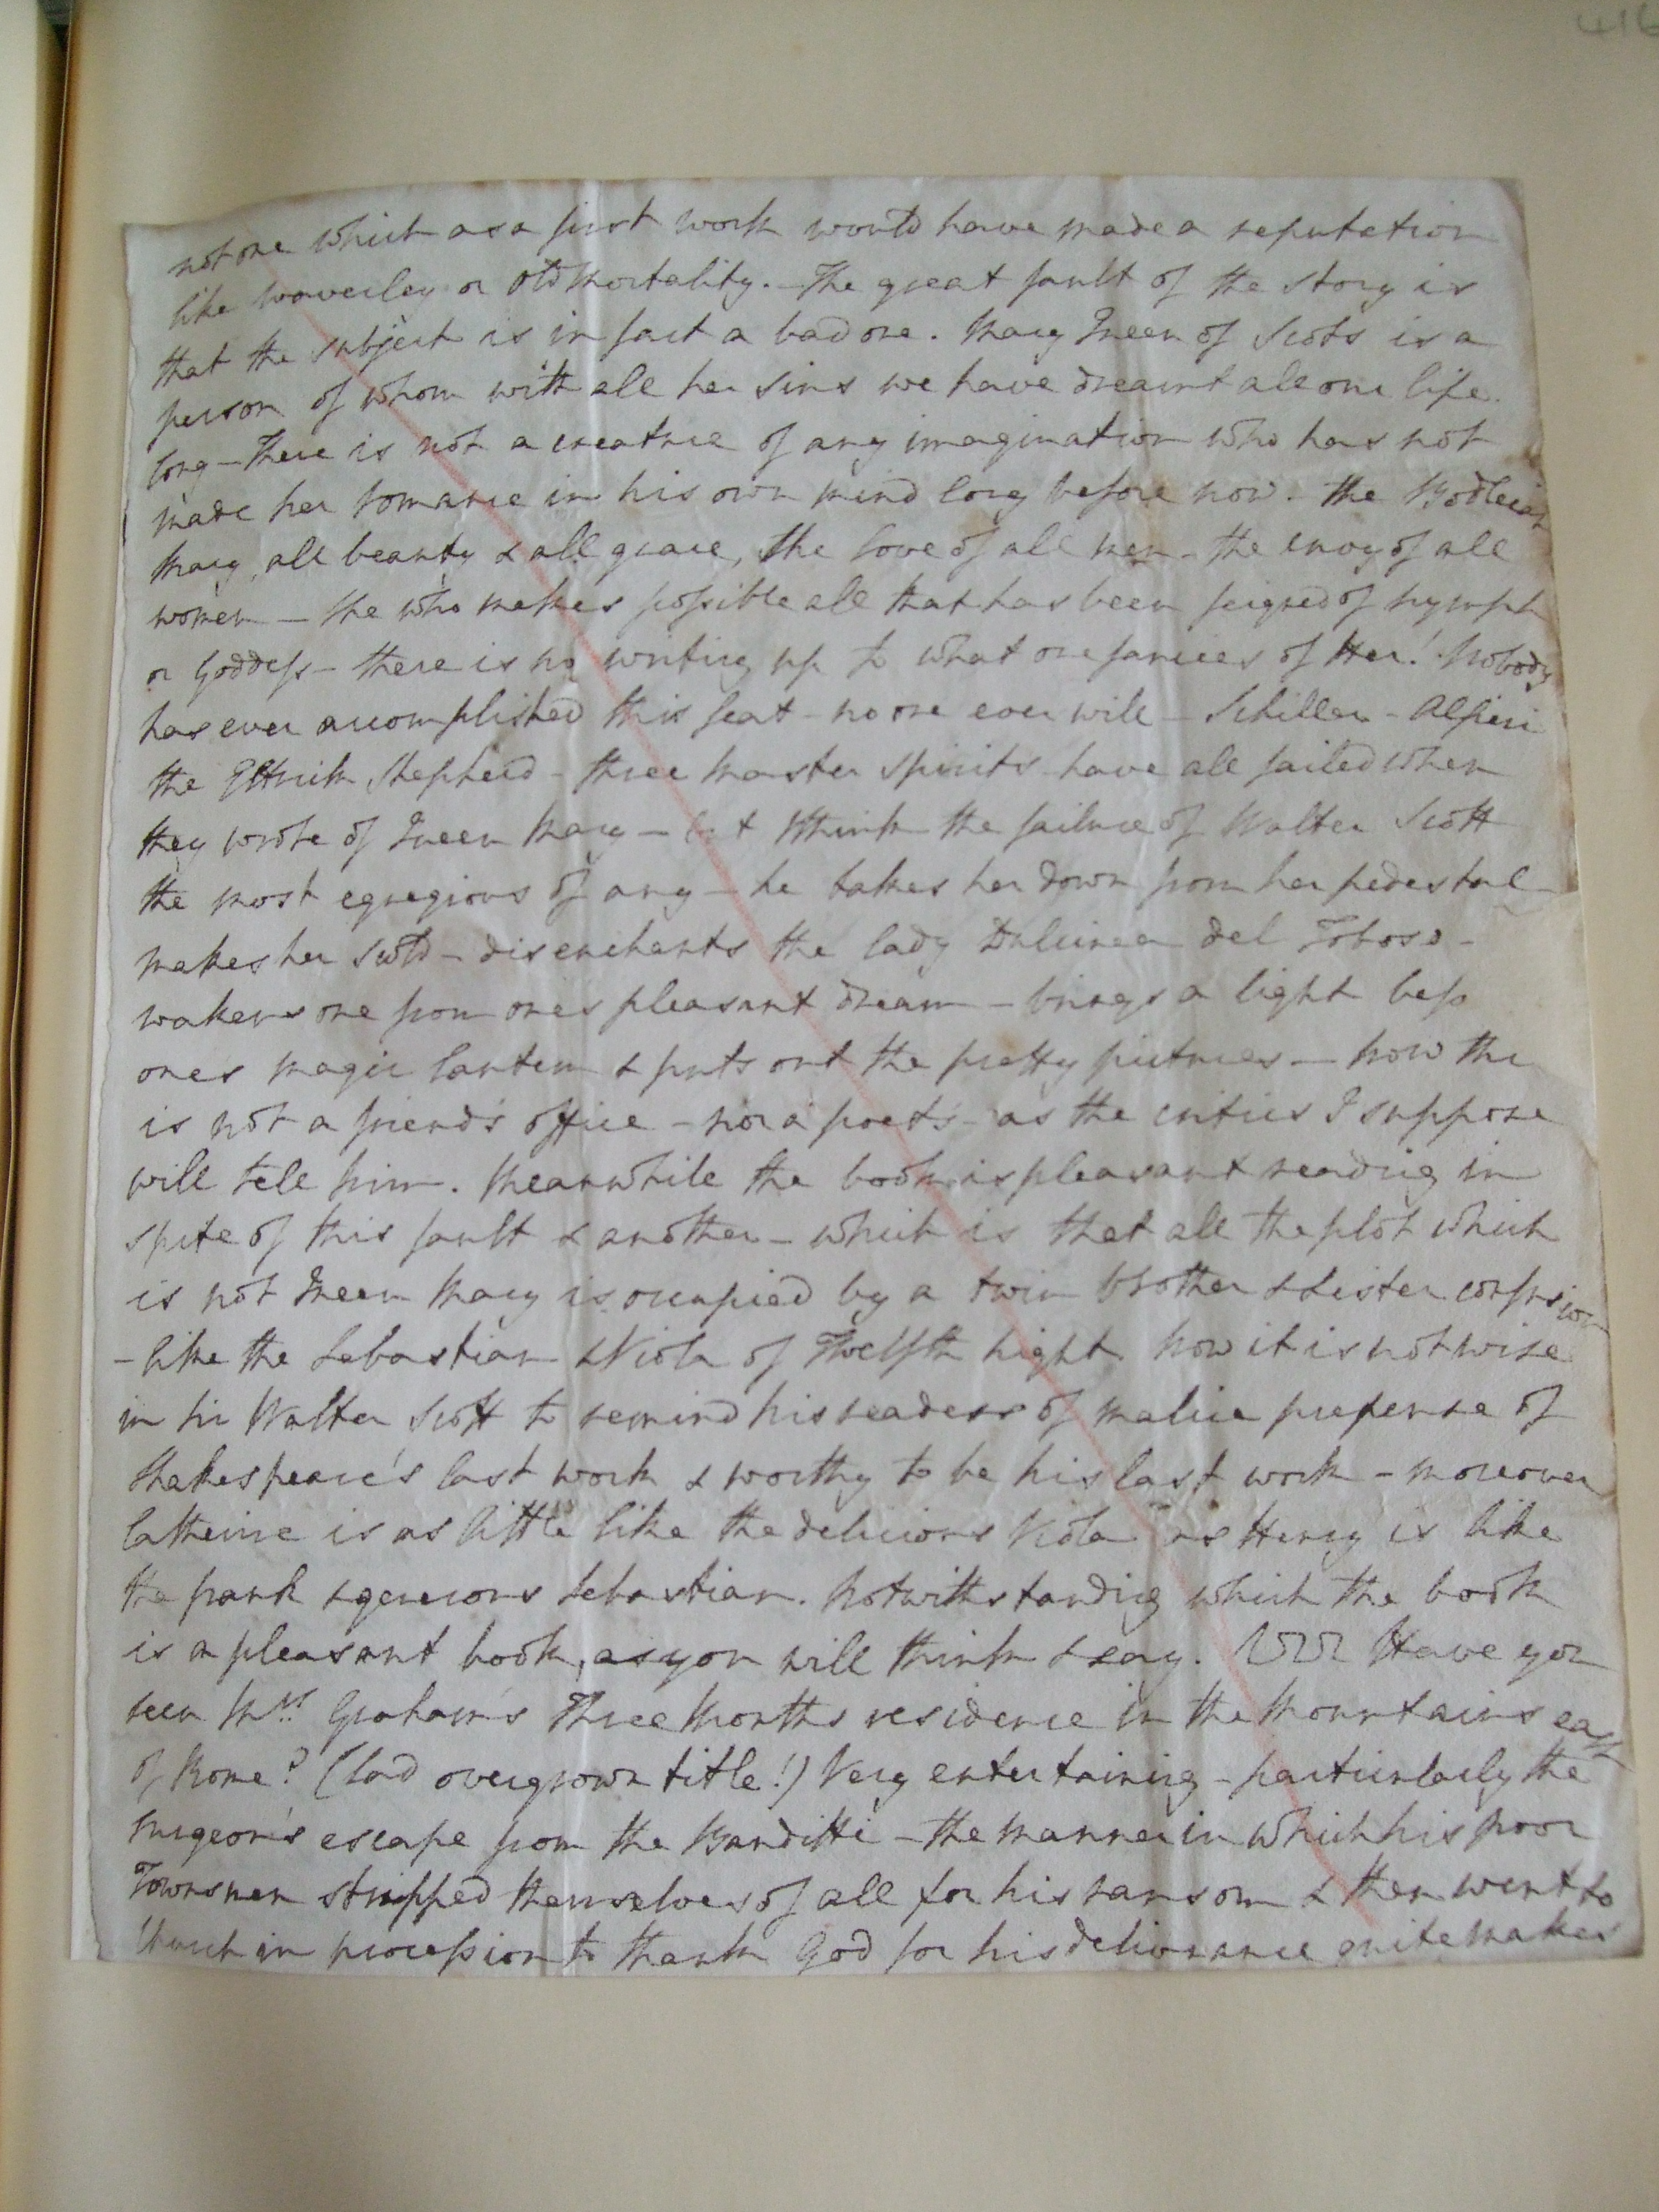 416
not one which as a first work would have made a reputation
like Waverley or Old Mortality. - The great fault of the story is
that the subject is in fact a bad one. Mary Queen of Scots is a
person of whom with all her sins we have dreamt all our life
long - There is not a creature of any imagination who has not
made her romance in his own mind long before now. The Bodleian
Mary, all beauty & all grace, the love of all men - the envy of all
women - She who makes possible all that has been feigned of nymph
or Goddess - there is no writing up to what one fancies of Her! Nobody
has ever accomplished this feat - no one ever will - Schiller - Alfieri
the Ettrick Shepherd - three Master spirits have all failed when
they wrote of Queen Mary - but I think the failure of Walter Scott
the most egregious of any - he takes her down from her pedestal -
makes her scold - disenchants the lady Dulcinea del Toboso -
wakens one from ones pleasant dream - brings a light befo
ones magic lantern & puts out the pretty pictures - Now thi
is not a friend's office - nor a poet's - as the critics I suppose
will tell him. Meanwhile the book is pleasant reading in
spite of this fault & another - which is that all the plot which
is not Queen Mary is occupied by a twin brother & sister confusion
- like the Sebastian & Viola of Twelfth Night Now it is not wise
in Sir Walter Scott to remind his readers of malice prepense of
Shakespeare's last work & worthy to be his last work - Moreover
Catherine is as little like the delicious Viola as Henry is like
the frank & generous Sebastian. Notwithstanding which the book
is a pleasant book, as you will think & say. Have you
seen Mrs. Graham's Three Months residence in the Mountains east
of Rome? (bad overgrown title!) Very entertaining - particularly the
surgeon's escape from the Banditti - the manner in which his poor
Townsmen stripped themselves of all for his ransom & then went to
Church in procession to thank God for his deliverance quite makes